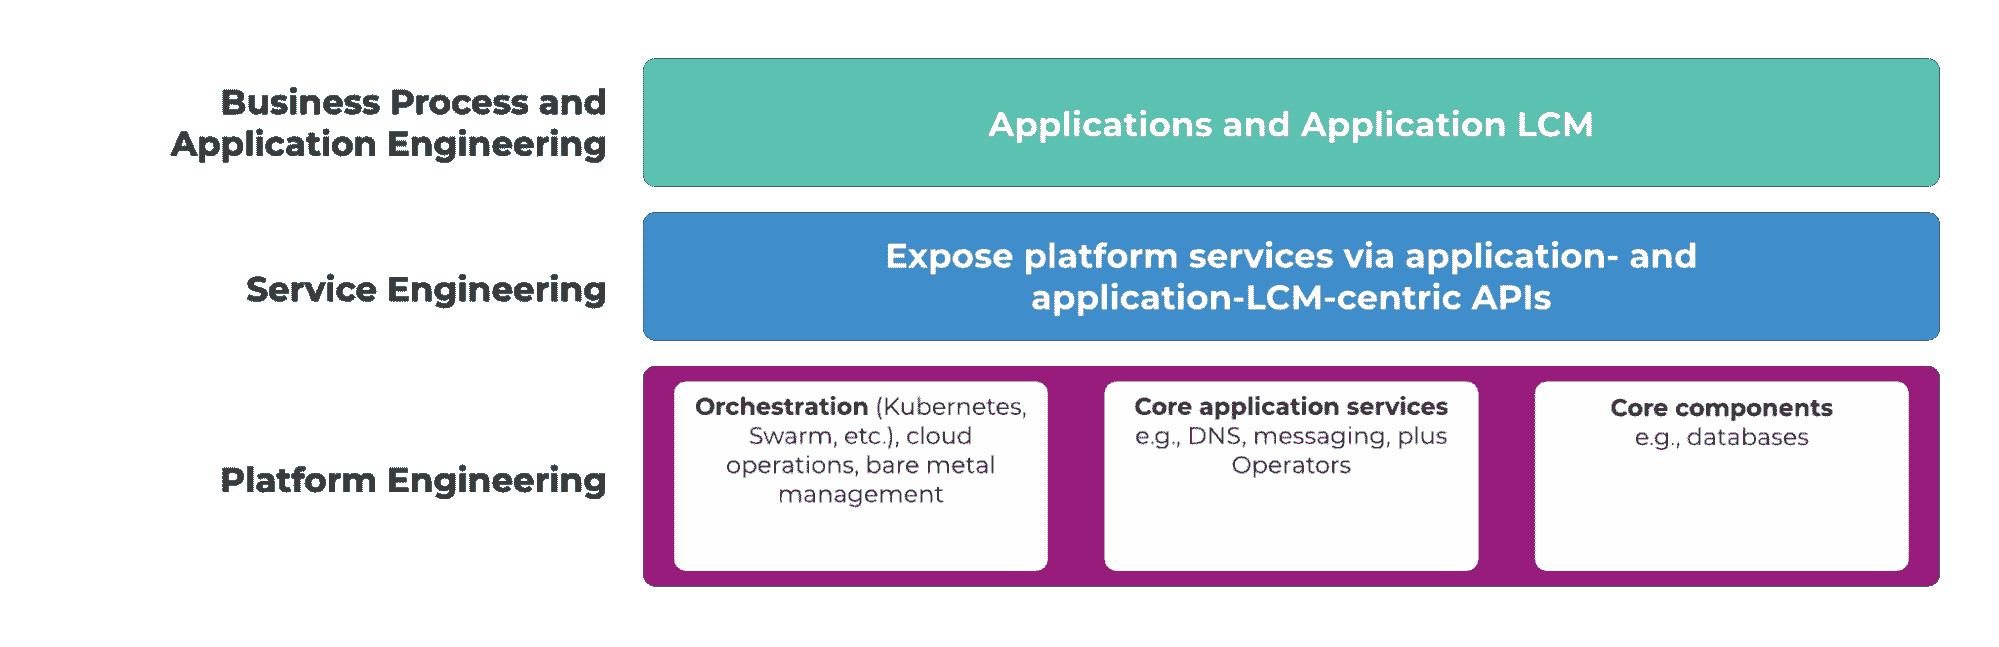 Business Process and
Application Engineering
Applications and Application LCM
Service Engineering
Expose platform services via application- and
application-LCM-centric APIs
Platform Engineering
Orchestration (Kubernetes,
Swarm, etc.), cloud
operations, bare metal
management
Core application services
e.g., DNS, messaging, plus
Operators
Core components
e.g., databases